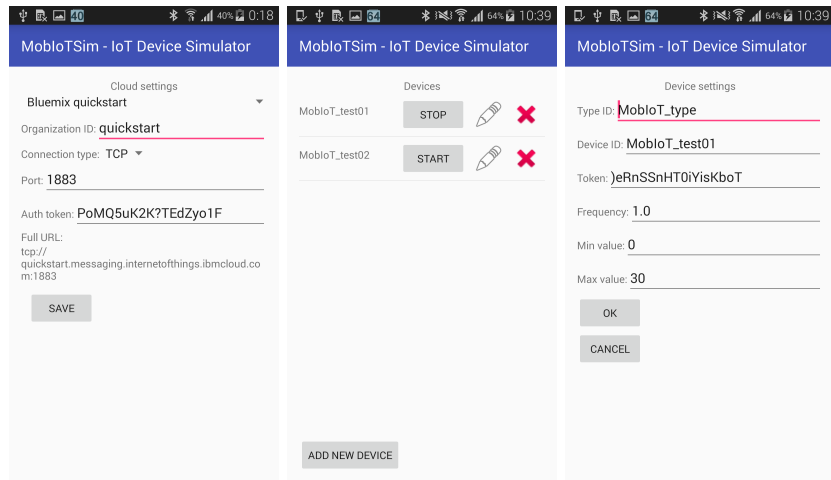 40 40% 0:18
MobIoTSim - IoT Device Simulator
Cloud settings
Bluemix quickstart
Organization ID: quickstart
Connection type: TCP
Port: 1883
Auth token: PoMQ5uK2K?TEdZyo1F
Full URL:
tcp://
quickstart.messaging.internetofthings.ibmcloud.co
m:1883
SAVE
64 64% 10:39
MobIoTSim - IoT Device Simulator
Devices
MobIoT_test01 STOP
MobIoT_test02 START
ADD NEW DEVICE
64 64% 10:39
MobIoTSim - IoT Device Simulator
Device settings
Type ID: MobIoT_type
Device ID: MobIoT_test01
Token: )eRnSSnHT0iYisKboT
Frequency: 1.0
Min value: 0
Max value: 30
OK
CANCEL